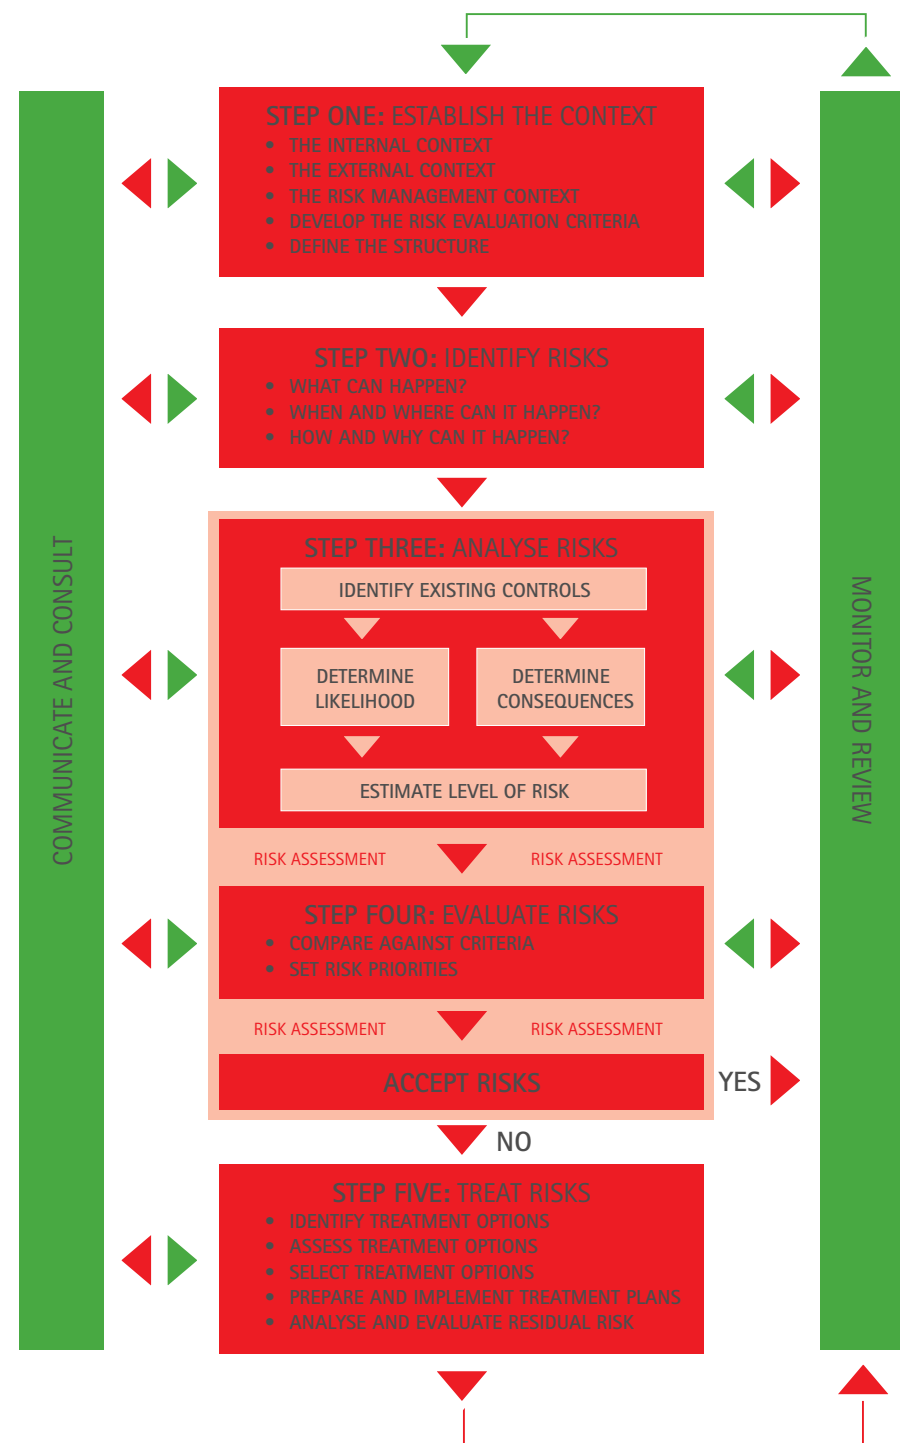 STEP ONE: ESTABLISH THE CONTEXT
• THE INTERNAL CONTEXT
• THE EXTERNAL CONTEXT
• THE RISK MANAGEMENT CONTEXT
• DEVELOP THE RISK EVALUATION CRITERIA
• DEFINE THE STRUCTURE
STEP TWO: IDENTIFY RISKS
• WHAT CAN HAPPEN?
• WHEN AND WHERE CAN IT HAPPEN?
• HOW AND WHY CAN IT HAPPEN?
COMMUNICATE AND CONSULT
STEP THREE: ANALYSE RISKS
IDENTIFY EXISTING CONTROLS
DETERMINE
LIKELIHOOD
DETERMINE
CONSEQUENCES
ESTIMATE LEVEL OF RISK
MONITOR AND REVIEW
RISK ASSESSMENT
RISK ASSESSMENT
STEP FOUR: EVALUATE RISKS
• COMPARE AGAINST CRITERIA
• SET RISK PRIORITIES
RISK ASSESSMENT
RISK ASSESSMENT
ACCEPT RISKS
YES
NO
STEP FIVE: TREAT RISKS
• IDENTIFY TREATMENT OPTIONS
• ASSESS TREATMENT OPTIONS
• SELECT TREATMENT OPTIONS
• PREPARE AND IMPLEMENT TREATMENT PLANS
• ANALYSE AND EVALUATE RESIDUAL RISK